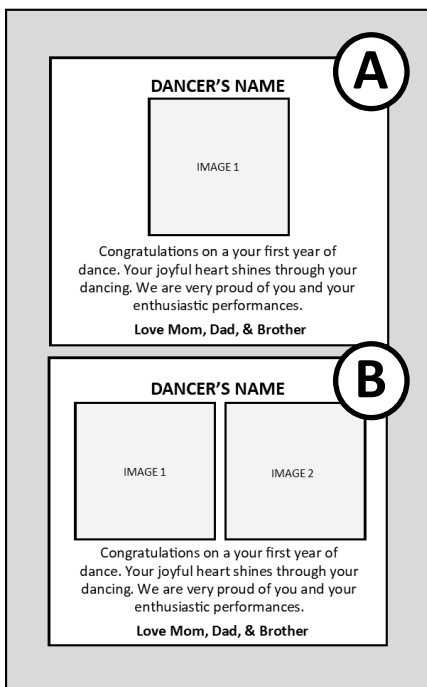 A
DANCER'S NAME
IMAGE 1
Congratulations on a your first year of
dance. Your joyful heart shines through your
dancing. We are very proud of you and your
enthusiastic performances.
Love Mom, Dad, & Brother
B
DANCER'S NAME
IMAGE 1
IMAGE 2
Congratulations on a your first year of
dance. Your joyful heart shines through your
dancing. We are very proud of you and your
enthusiastic performances.
Love Mom, Dad, & Brother